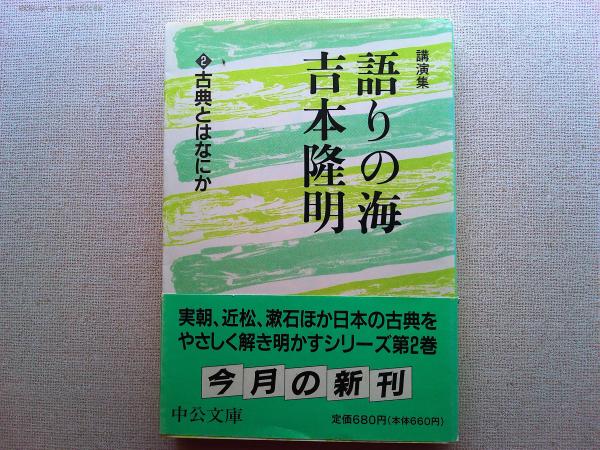 講演集
語りの海
吉本隆明
2 古典とはなにか
実朝、近松、漱石ほか日本の古典を
やさしく解き明かすシリーズ第2巻
今月の新刊
中公文庫
定価680円(本体660円)